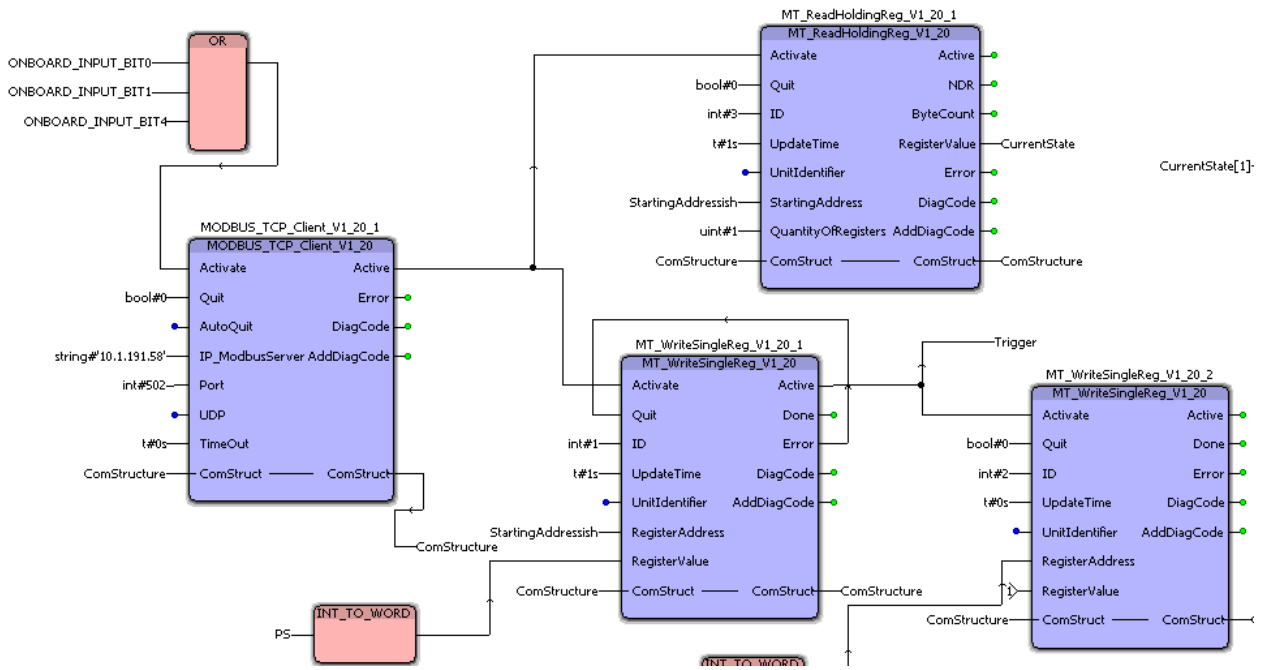 MT_ReadHoldingReg_V1_20_1
MT_ReadHoldingReg_V1_20
OR
ONBOARD_INPUT_BIT0
ONBOARD_INPUT_BIT1
ONBOARD_INPUT_BIT4
Activate Active
bool#0 Quit NDR
int#3 ID ByteCount
t#1s UpdateTime RegisterValue CurrentState
CurrentState[1]
UnitIdentifier Error
StartingAddressish StartingAddress DiagCode
uint#1 QuantityOfRegisters AddDiagCode
ComStructure ComStruct ComStruct ComStructure
MODBUS_TCP_Client_V1_20_1
MODBUS_TCP_Client_V1_20
Activate Active
bool#0 Quit Error
AutoQuit DiagCode
string#'10.1.191.58' IP_ModbusServer AddDiagCode
int#502 Port
UDP
t#0s TimeOut
ComStructure ComStruct ComStruct
ComStructure
MT_WriteSingleReg_V1_20_1
MT_WriteSingleReg_V1_20
Activate Active
Quit Done
int#1 ID Error
t#1s UpdateTime DiagCode
UnitIdentifier AddDiagCode
StartingAddressish RegisterAddress
RegisterValue
ComStructure ComStruct ComStruct ComStructure
Trigger
MT_WriteSingleReg_V1_20_2
MT_WriteSingleReg_V1_20
Activate Active
bool#0 Quit Done
int#2 ID Error
t#0s UpdateTime DiagCode
UnitIdentifier AddDiagCode
RegisterAddress
1 RegisterValue
ComStructure ComStruct ComStruct
INT_TO_WORD
PS
INT_TO_WORD